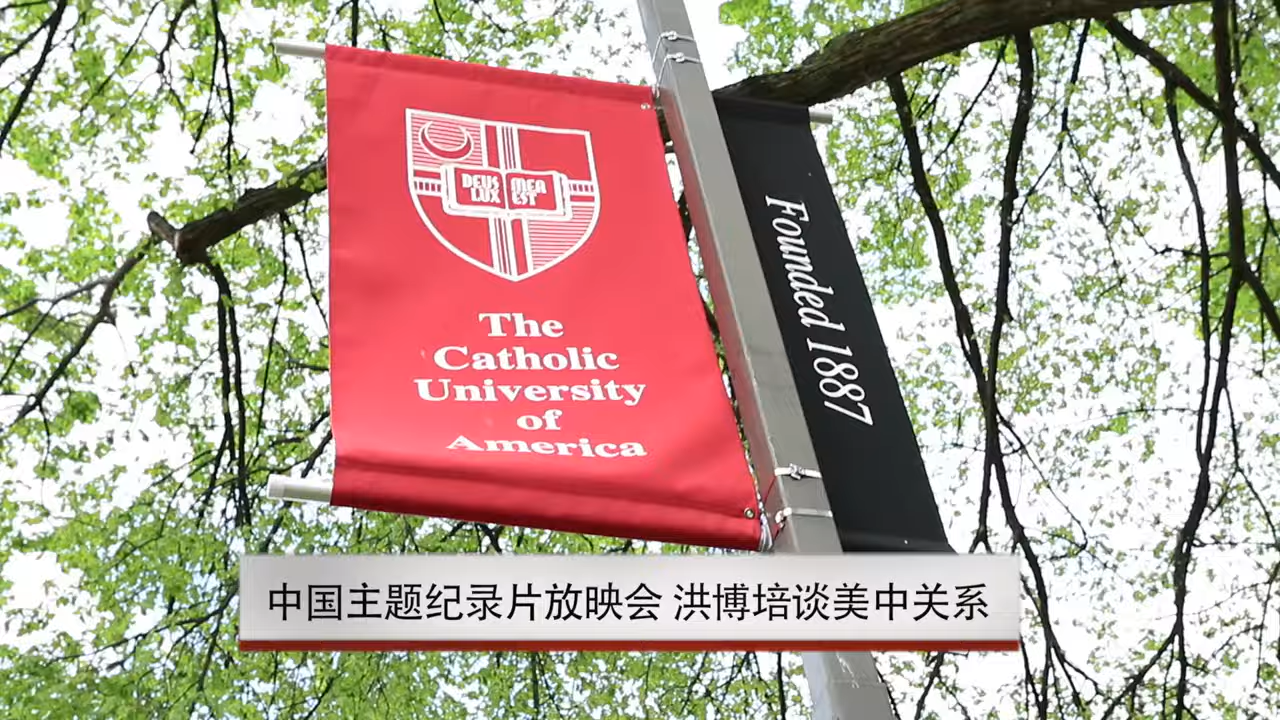 DEUS MEA
LUX EST
The
Catholic
University
of
America
Founded 1887
中国主题纪录片放映会 洪博培谈美中关系